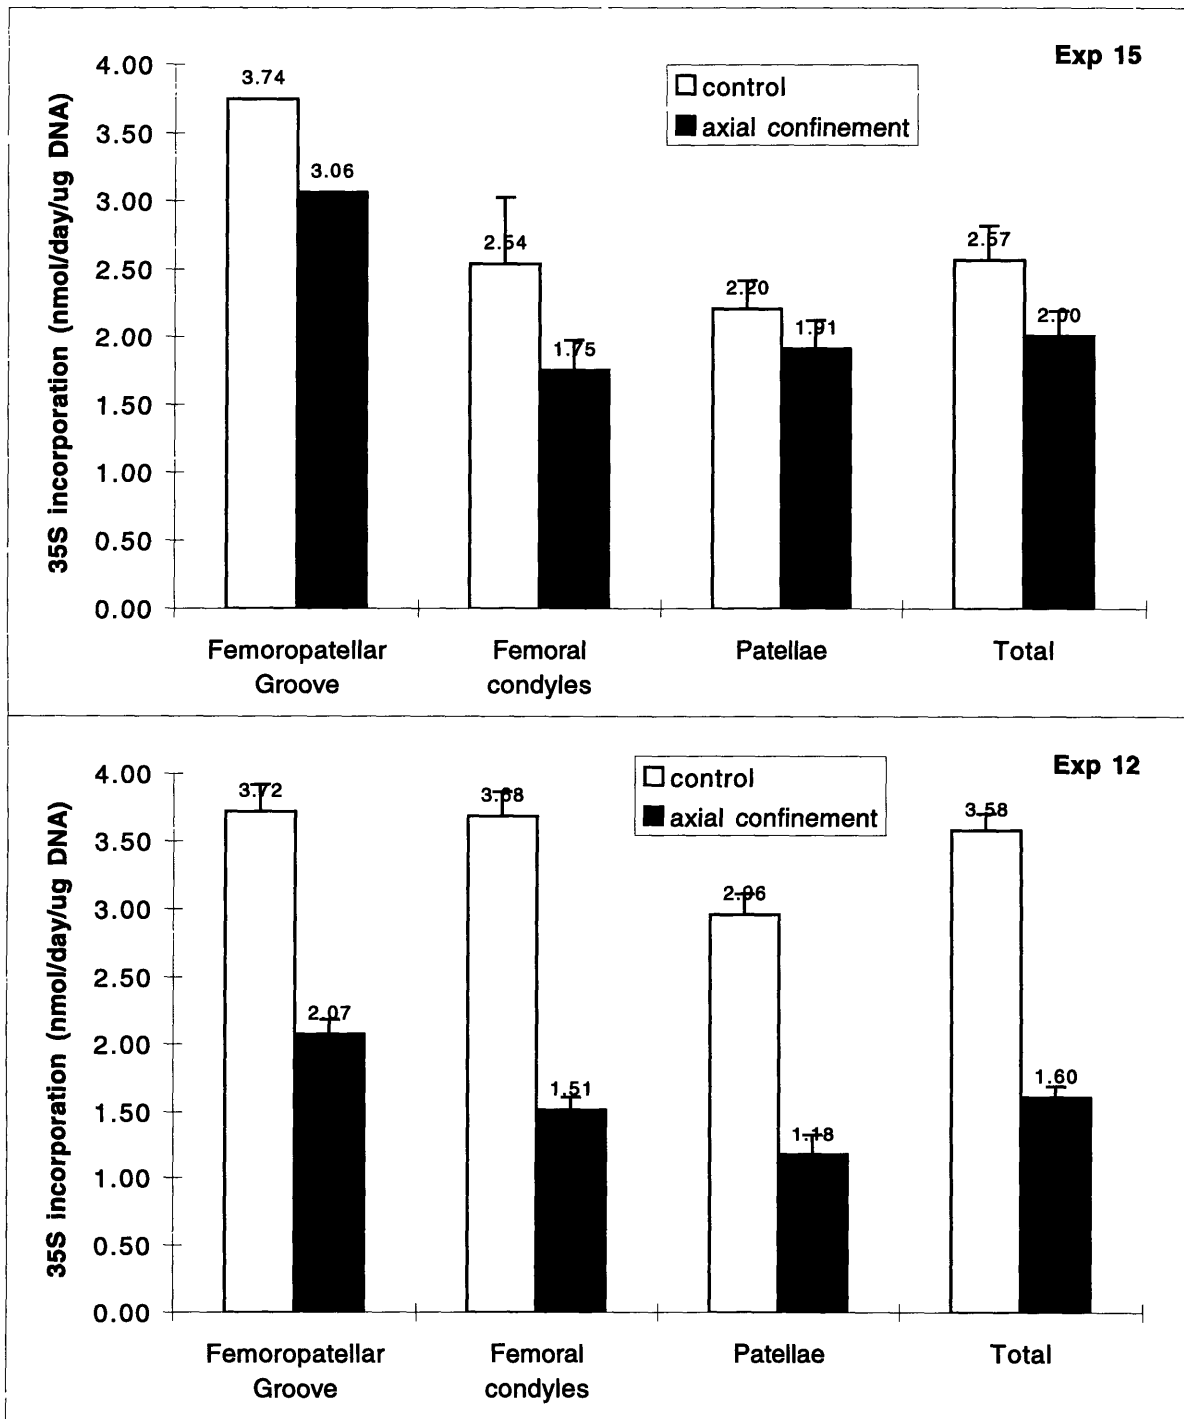 Exp 15
control
axial confinement
35S incorporation (nmol/day/ug DNA)
4.00
3.50
3.00
2.50
2.00
1.50
1.00
0.50
0.00
3.74
3.06
2.54
1.75
2.20
1.91
2.57
2.00
Femoropatellar
Groove
Femoral
condyles
Patellae
Total
Exp 12
control
axial confinement
35S incorporation (nmol/day/ug DNA)
4.00
3.50
3.00
2.50
2.00
1.50
1.00
0.50
0.00
3.72
2.07
3.68
1.51
2.96
1.18
3.58
1.60
Femoropatellar
Groove
Femoral
condyles
Patellae
Total